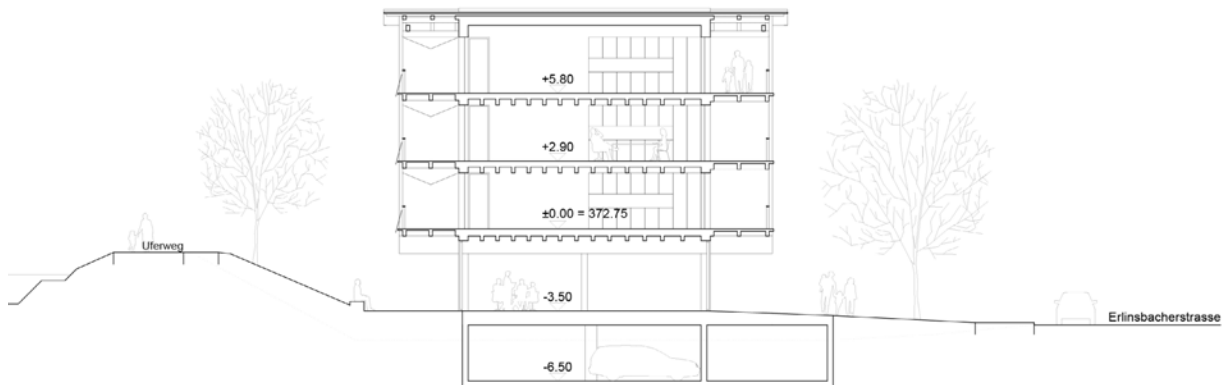 +5.80
+2.90
±0.00 = 372.75
Uferweg
-3.50
Erlinsbacherstrasse
-6.50